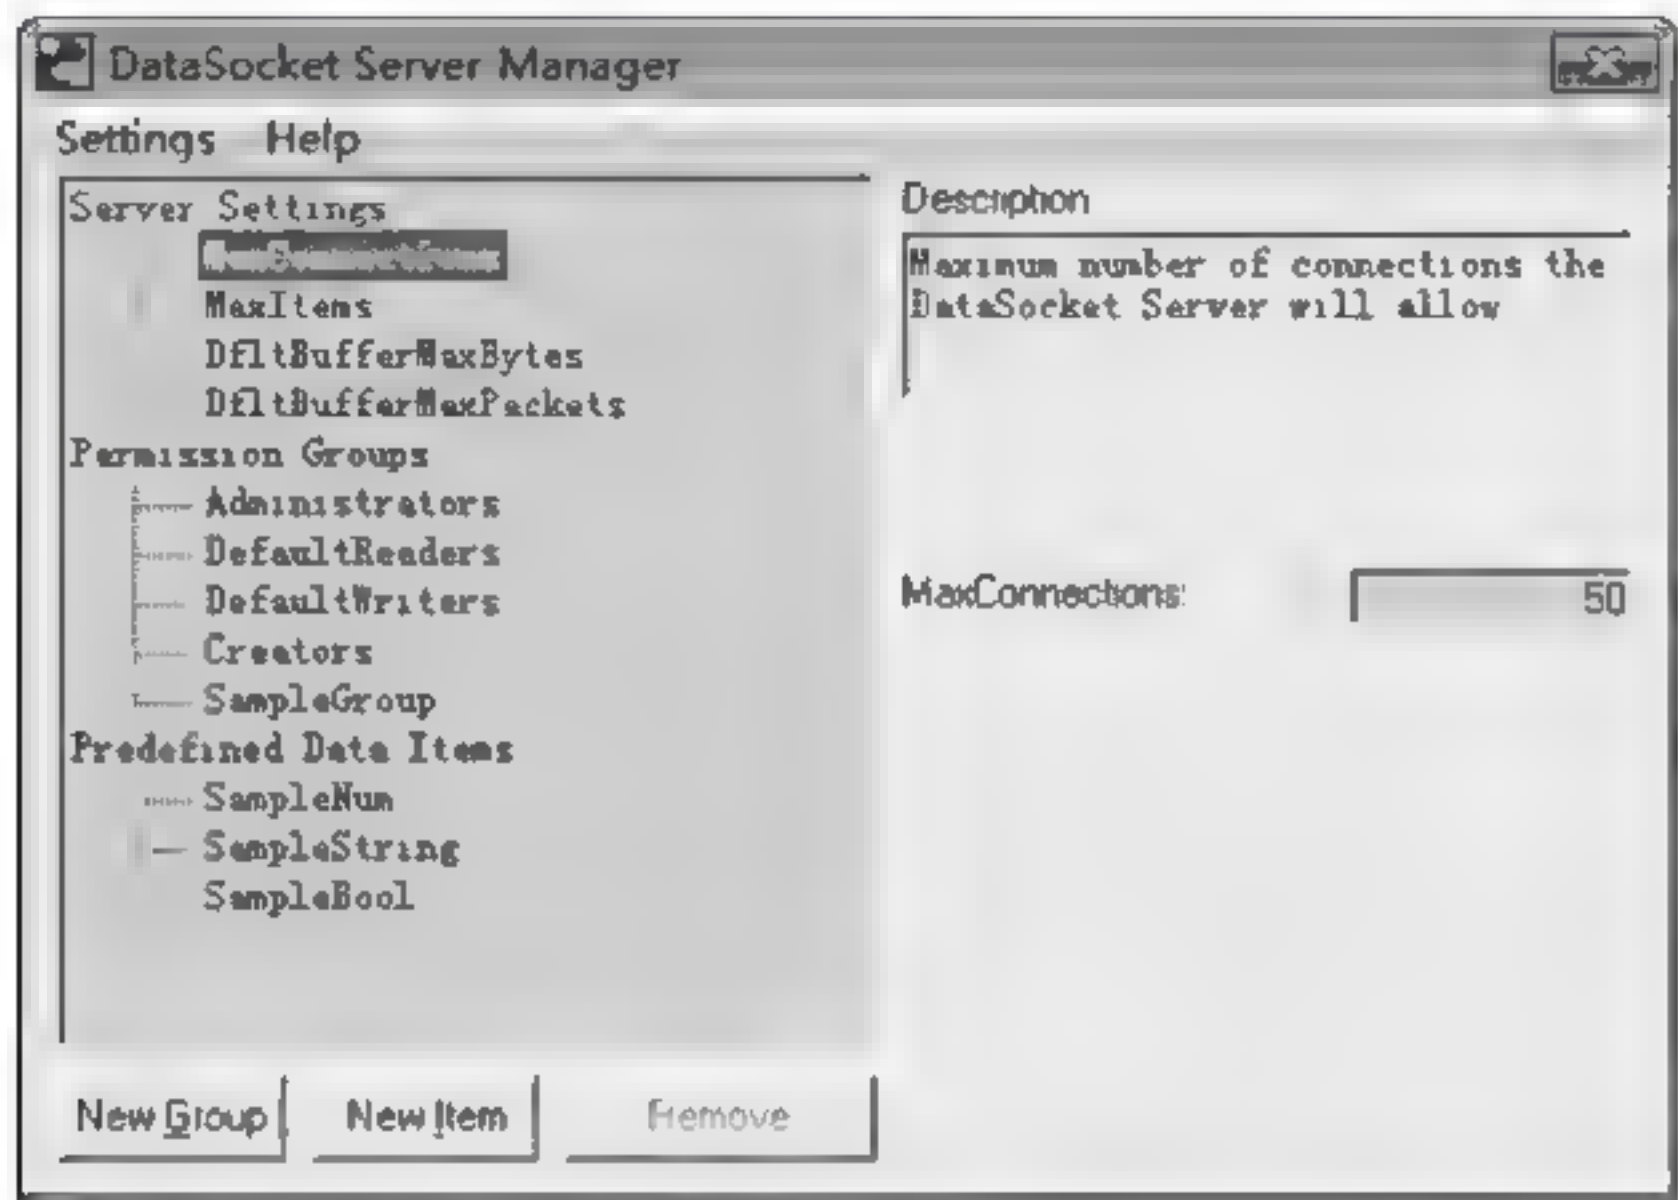 DataSocket Server Manager
Settings Help
Server Settings
MaxConnections
MaxItems
DfltBufferMaxBytes
DfltBufferMaxPackets
Permission Groups
Administrators
DefaultReaders
DefaultWriters
Creators
SampleGroup
Predefined Data Items
SampleNum
SampleString
SampleBool
New Group New Item Remove
Description
Maximum number of connections the
DataSocket Server will allow
MaxConnections: 50